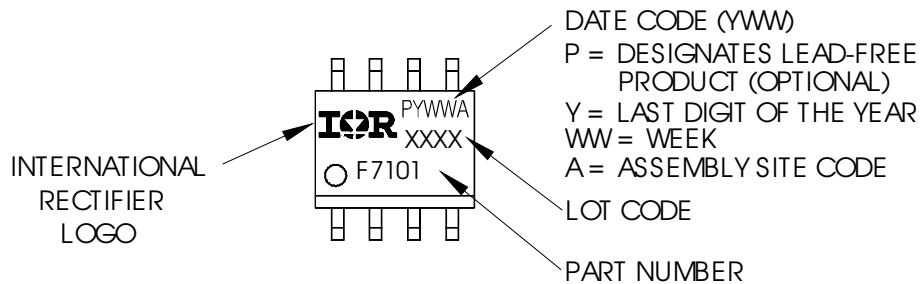 DATE CODE (YWW)
P = DESIGNATES LEAD-FREE
PRODUCT (OPTIONAL)
Y = LAST DIGIT OF THE YEAR
WW = WEEK
A = ASSEMBLY SITE CODE
LOT CODE
PART NUMBER
INTERNATIONAL
RECTIFIER
LOGO
IOR
PYWWA
XXXX
F7101